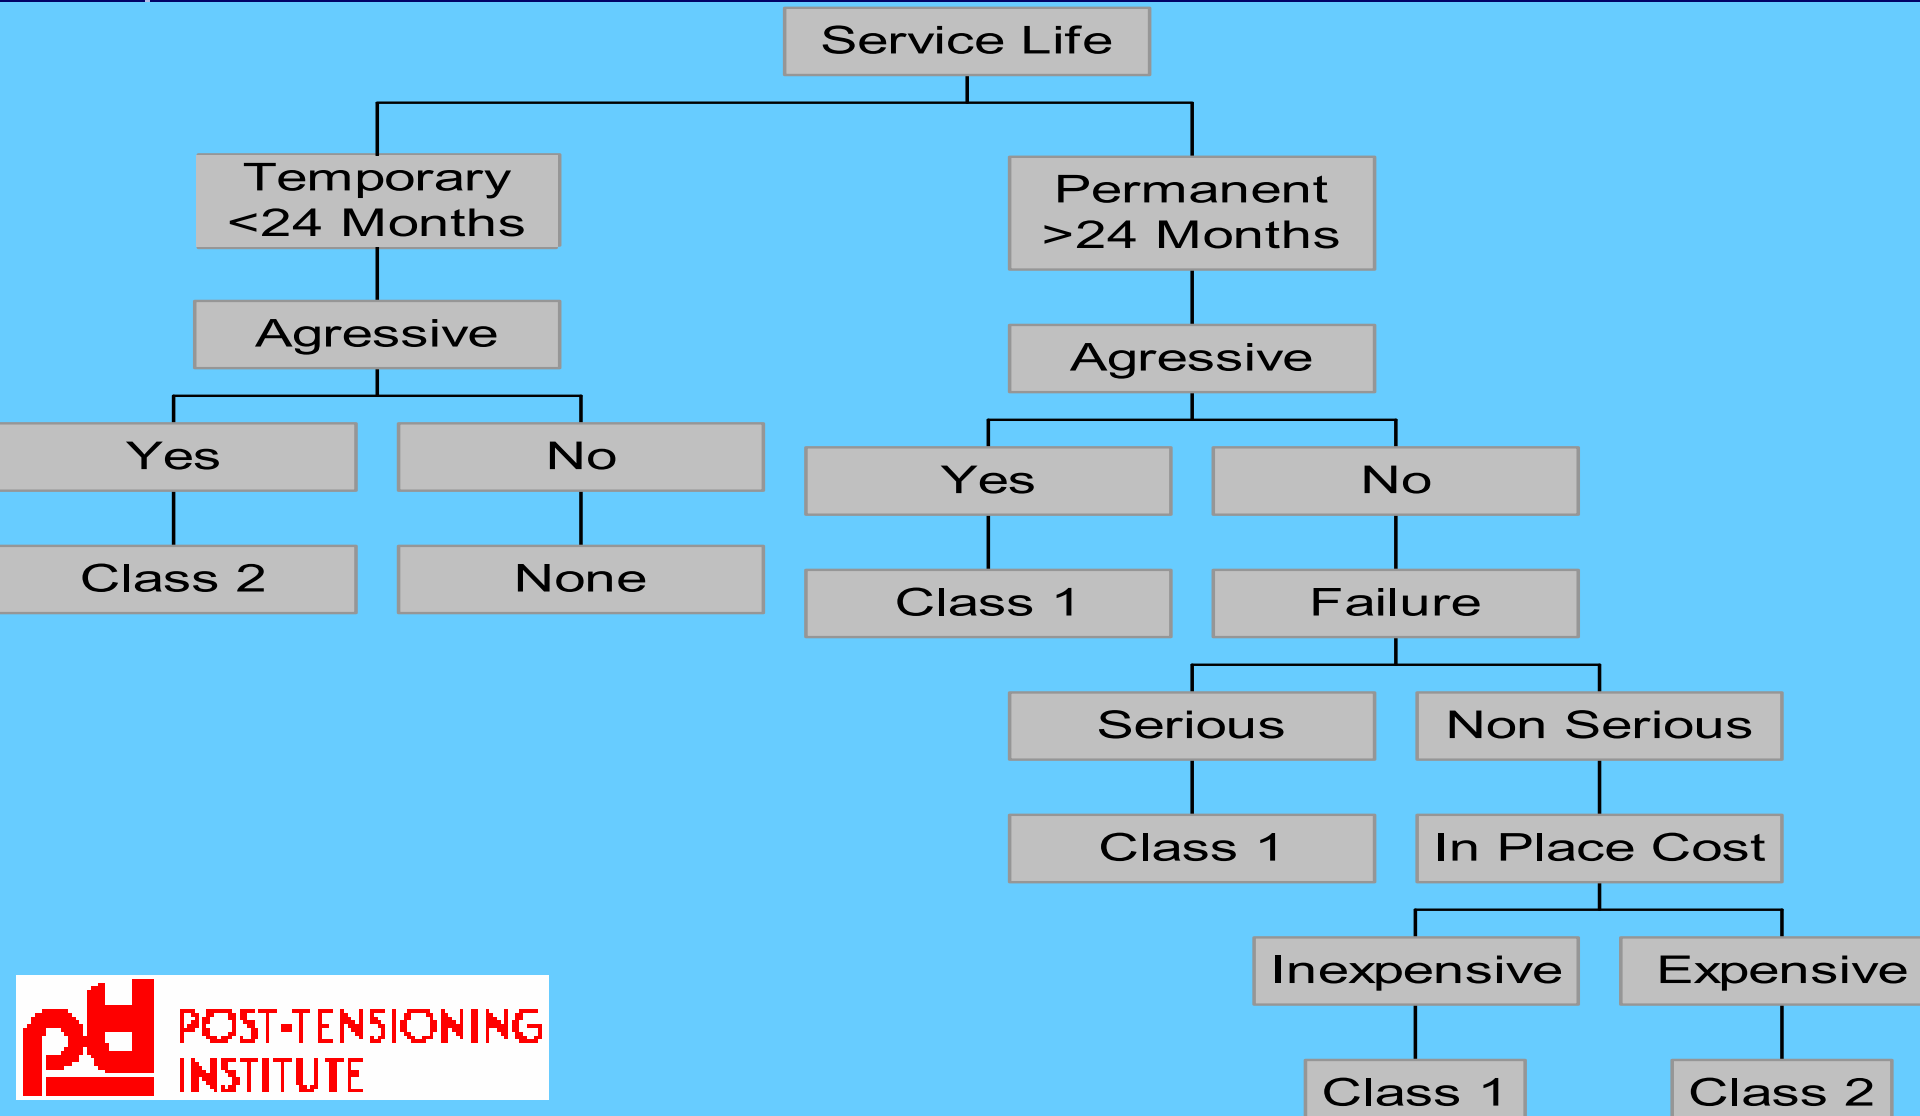 Service Life
Temporary
<24 Months
Permanent
>24 Months
Agressive
Agressive
Yes
No
Yes
No
Class 2
None
Class 1
Failure
Serious
Non Serious
Class 1
In Place Cost
Inexpensive
Expensive
POST-TENSIONING
INSTITUTE
Class 1
Class 2